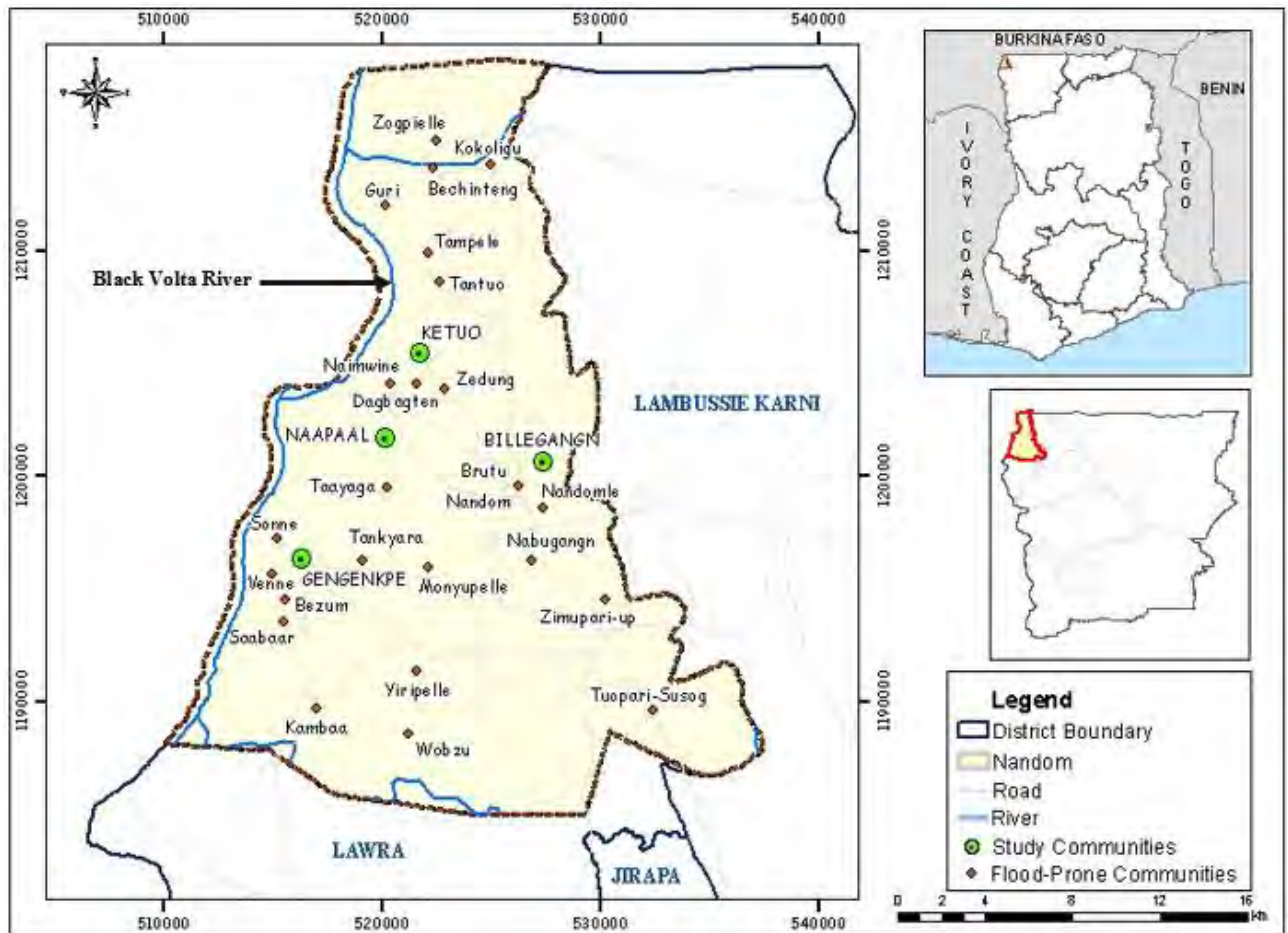 510000 520000 530000 540000
Zogpielle
Kokoligu
Guri
Bechinteng
Tampele
1210000
1210000
Black Volta River
Tantuo
KETUO
Naimwine
Zedung
Dagbagten
LAMBUSSIE KARNI
NAAPAAL
BILLEGANGN
Brutu
1200000
1200000
Taayaga
Nandom
Nandomle
Sonne
Tankyara
Nabugangn
GENGENKPE
Venne
Monyupelle
Bezum
Zimupari-up
Saabaar
Yiripelle
Tuopari-Susog
1190000
1190000
Kambaa
Wobzu
LAWRA
JIRAPA
510000 520000 530000 540000
BURKINA FASO
BENIN
IVORY COAST
TOGO
Legend
District Boundary
Nandom
Road
River
Study Communities
Flood-Prone Communities
0 4 8 12 16